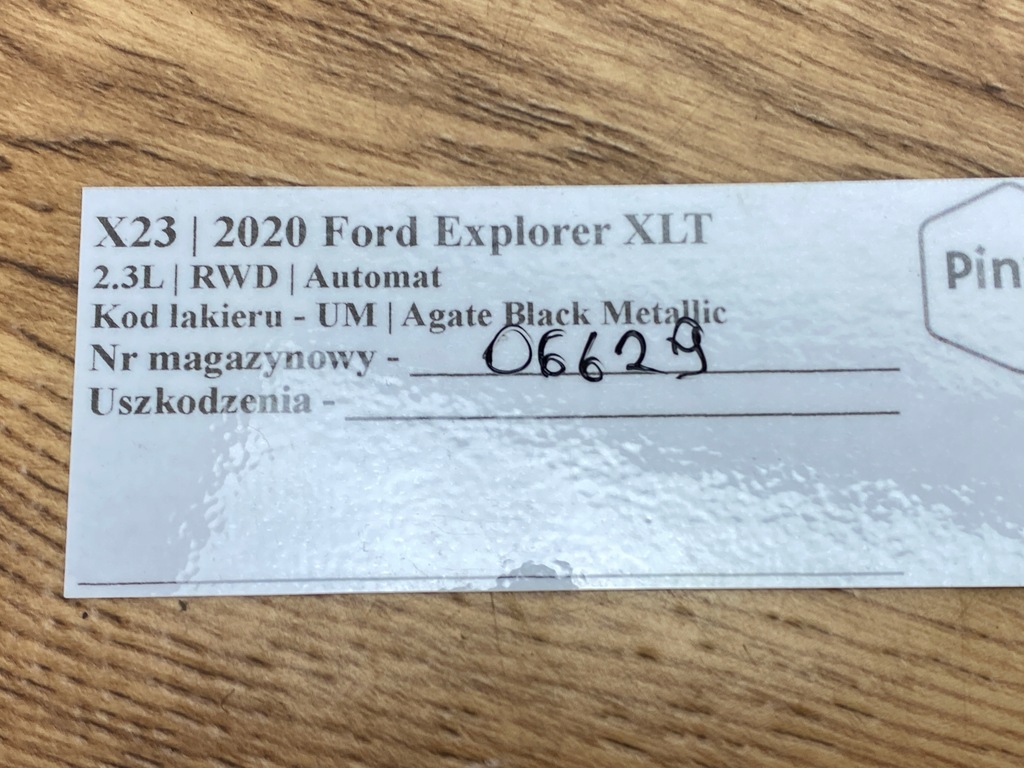 X23 | 2020 Ford Explorer XLT
2.3L | RWD | Automat
Kod lakieru - UM | Agate Black Metallic
Nr magazynowy - 06629
Uszkodzenia -
Pin